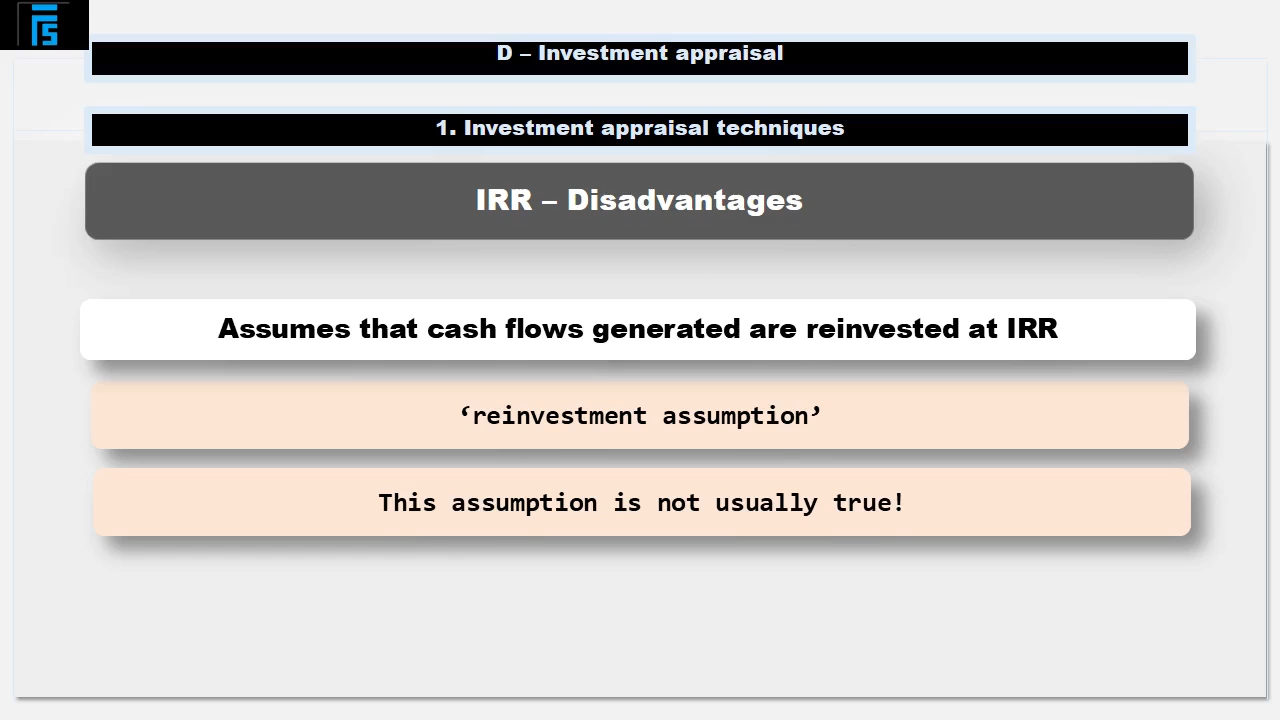 D – Investment appraisal
1. Investment appraisal techniques
IRR – Disadvantages
Assumes that cash flows generated are reinvested at IRR
‘reinvestment assumption’
This assumption is not usually true!